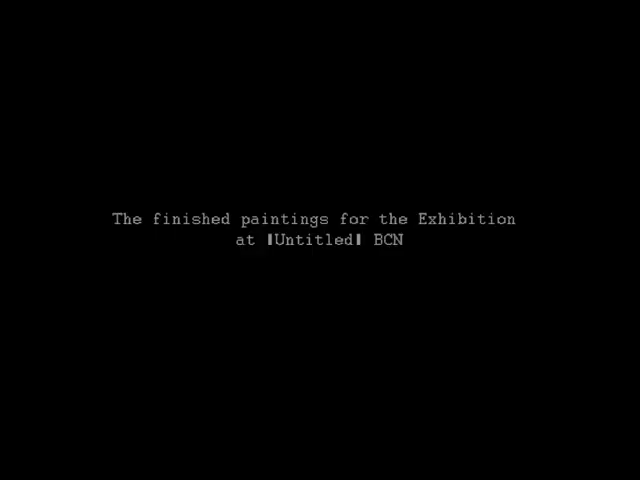 The finished paintings for the Exhibition
at |Untitled| BCN